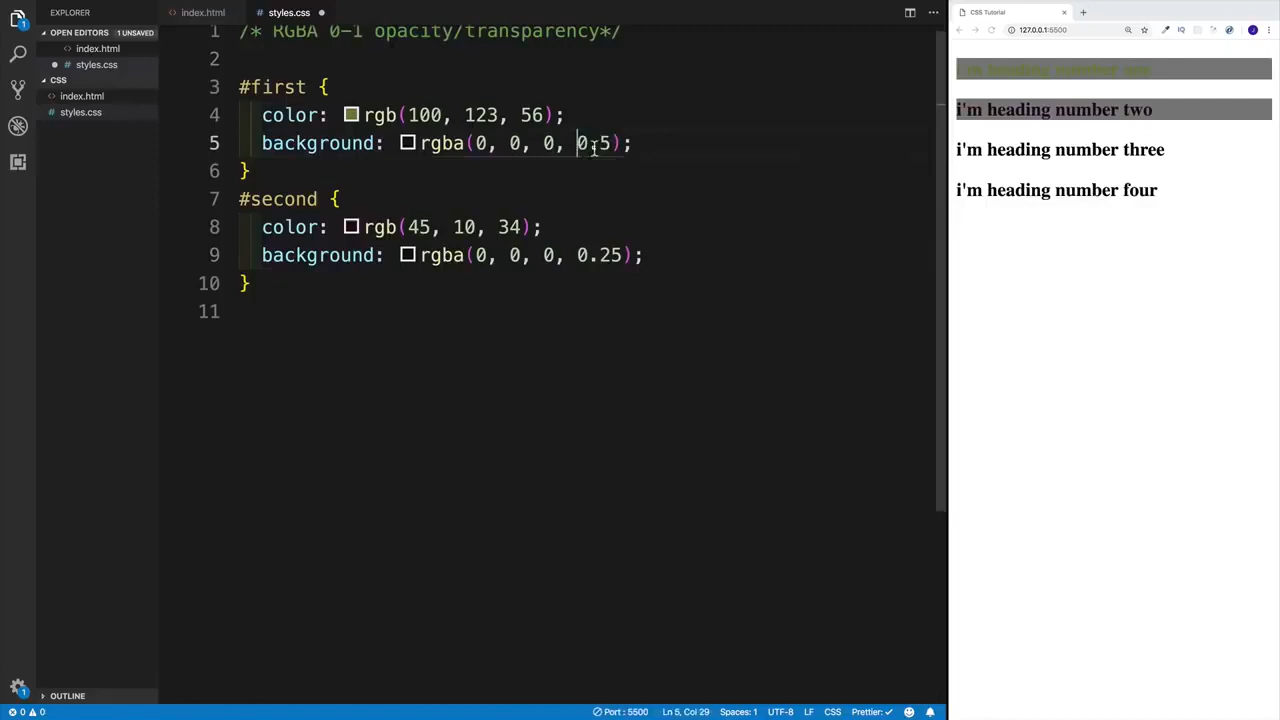 EXPLORER
OPEN EDITORS 1 UNSAVED
index.html
styles.css
CSS
index.html
styles.css
OUTLINE
index.html
styles.css
1 /* RGBA 0-1 opacity/transparency*/
2
3 #first {
4 color: rgb(100, 123, 56);
5 background: rgba(0, 0, 0, 0.5);
6 }
7 #second {
8 color: rgb(45, 10, 34);
9 background: rgba(0, 0, 0, 0.25);
10 }
11
CSS Tutorial
127.0.0.1:5500
i'm heading number one
i'm heading number two
i'm heading number three
i'm heading number four
1
1
0 0
Port : 5500
Ln 5, Col 29
Spaces: 1
UTF-8
LF
CSS
Prettier: ✓